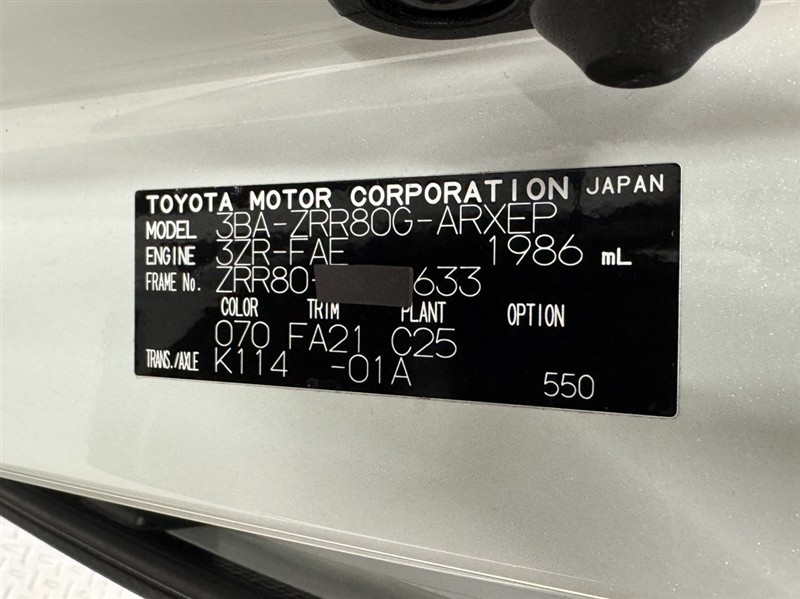 TOYOTA MOTOR CORPORATION JAPAN
MODEL 3BA-ZRR80G-ARXEP
ENGINE 3ZR-FAE 1986 mL
FRAME No. ZRR80- 633
COLOR TRIM PLANT OPTION
070 FA21 C25
TRANS./AXLE K114 -01A
550